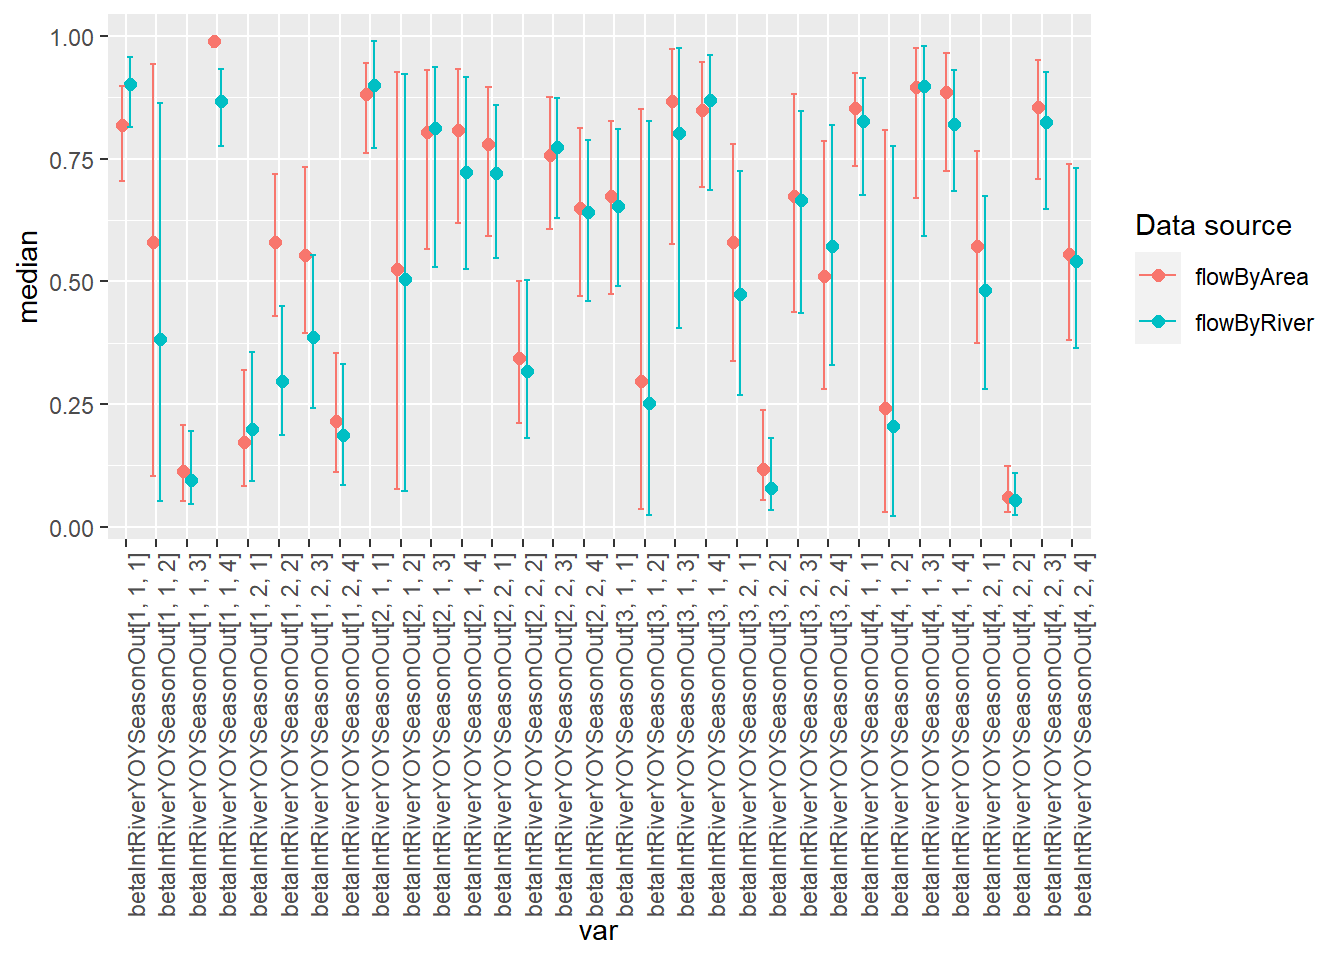 1.00
0.75
0.50
0.25
0.00
median
betaIntRiverYOYSeasonOut[1, 1, 1]
betaIntRiverYOYSeasonOut[1, 1, 2]
betaIntRiverYOYSeasonOut[1, 1, 3]
betaIntRiverYOYSeasonOut[1, 1, 4]
betaIntRiverYOYSeasonOut[1, 2, 1]
betaIntRiverYOYSeasonOut[1, 2, 2]
betaIntRiverYOYSeasonOut[1, 2, 3]
betaIntRiverYOYSeasonOut[1, 2, 4]
betaIntRiverYOYSeasonOut[2, 1, 1]
betaIntRiverYOYSeasonOut[2, 1, 2]
betaIntRiverYOYSeasonOut[2, 1, 3]
betaIntRiverYOYSeasonOut[2, 1, 4]
betaIntRiverYOYSeasonOut[2, 2, 1]
betaIntRiverYOYSeasonOut[2, 2, 2]
betaIntRiverYOYSeasonOut[2, 2, 3]
betaIntRiverYOYSeasonOut[2, 2, 4]
betaIntRiverYOYSeasonOut[3, 1, 1]
betaIntRiverYOYSeasonOut[3, 1, 2]
betaIntRiverYOYSeasonOut[3, 1, 3]
betaIntRiverYOYSeasonOut[3, 1, 4]
betaIntRiverYOYSeasonOut[3, 2, 1]
betaIntRiverYOYSeasonOut[3, 2, 2]
betaIntRiverYOYSeasonOut[3, 2, 3]
betaIntRiverYOYSeasonOut[3, 2, 4]
betaIntRiverYOYSeasonOut[4, 1, 1]
betaIntRiverYOYSeasonOut[4, 1, 2]
betaIntRiverYOYSeasonOut[4, 1, 3]
betaIntRiverYOYSeasonOut[4, 1, 4]
betaIntRiverYOYSeasonOut[4, 2, 1]
betaIntRiverYOYSeasonOut[4, 2, 2]
betaIntRiverYOYSeasonOut[4, 2, 3]
betaIntRiverYOYSeasonOut[4, 2, 4]
var
Data source
flowByArea
flowByRiver